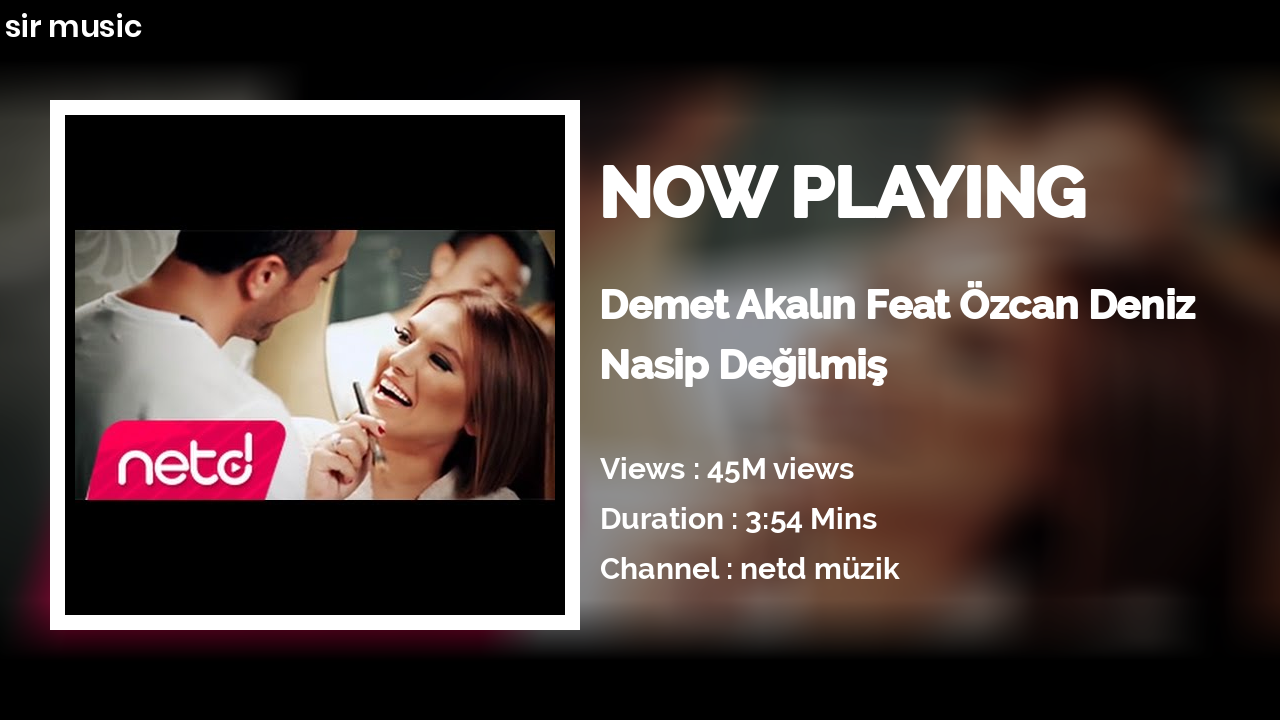 sir music
NOW PLAYING
Demet Akalın Feat Özcan Deniz
Nasip Değilmiş
netd
Views : 45M views
Duration : 3:54 Mins
Channel : netd müzik